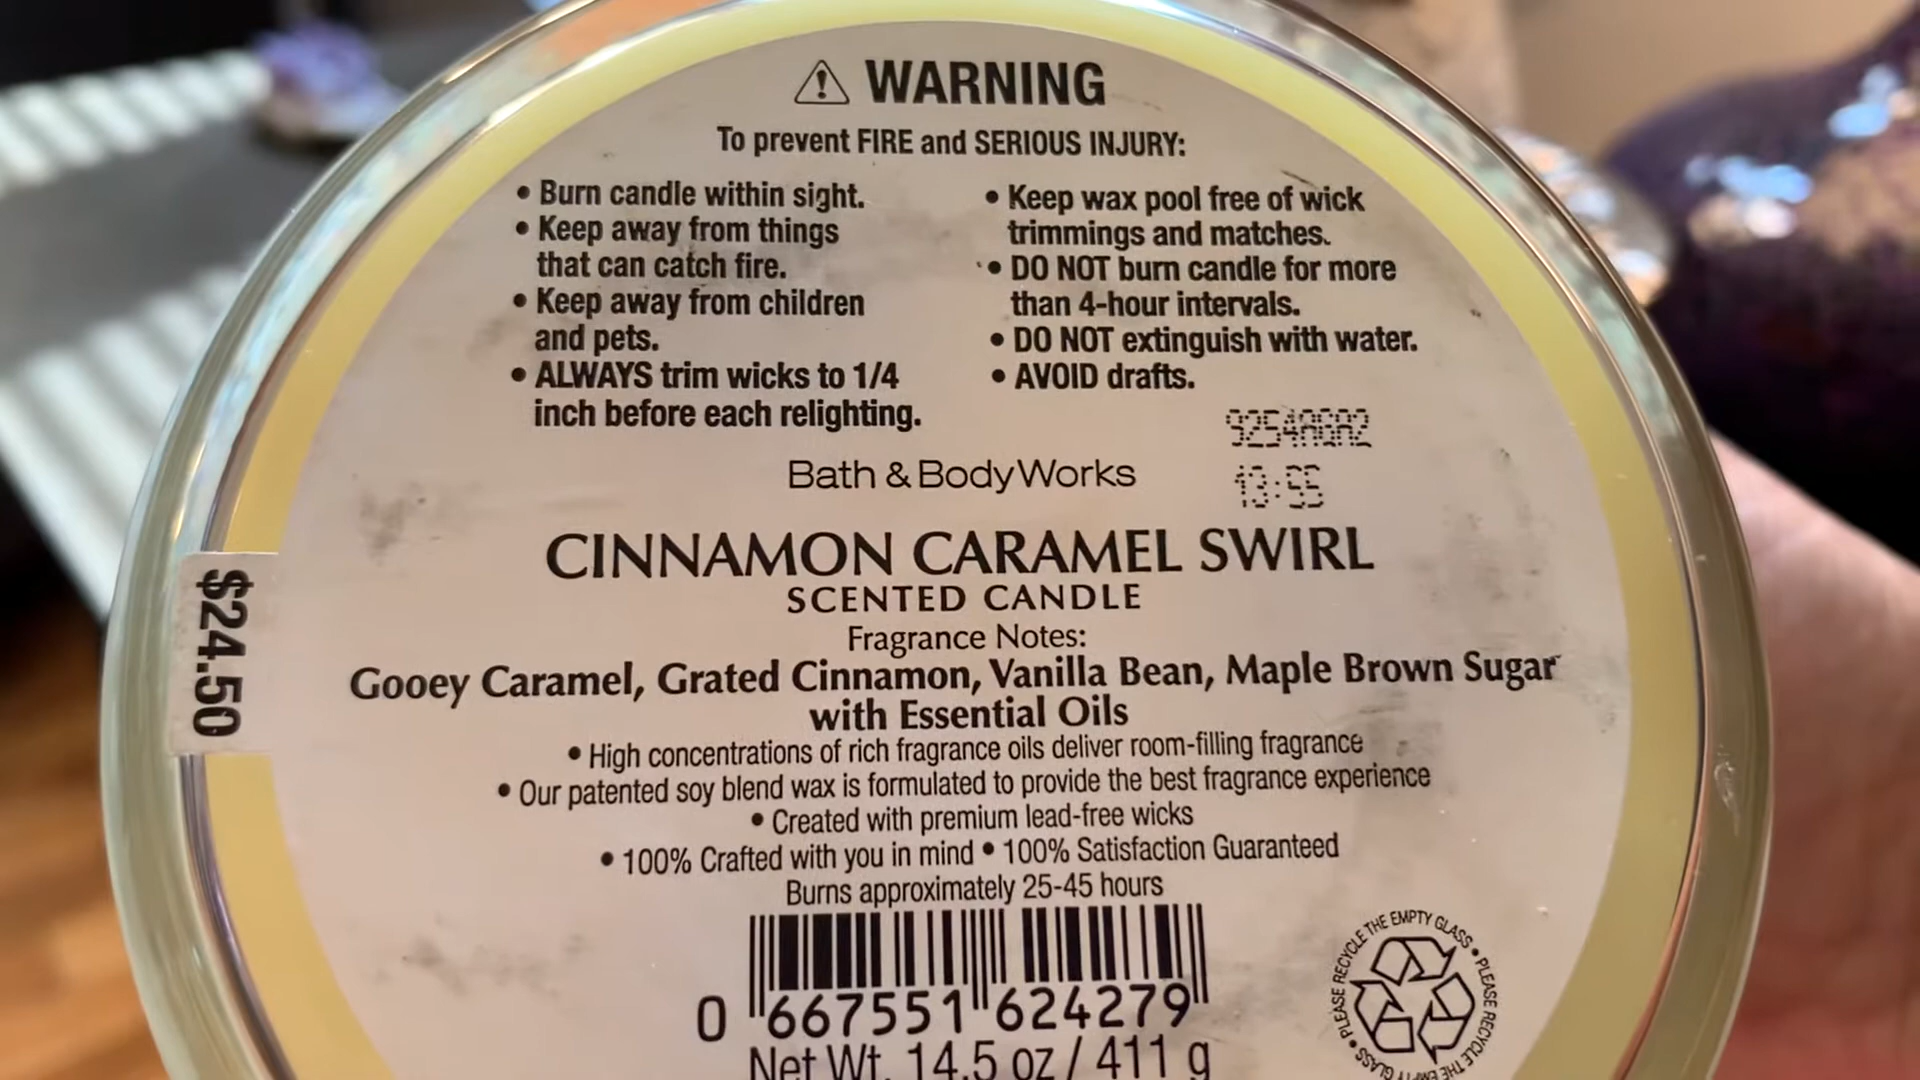 WARNING
To prevent FIRE and SERIOUS INJURY:
• Burn candle within sight.
• Keep away from things
that can catch fire.
• Keep away from children
and pets.
• ALWAYS trim wicks to 1/4
inch before each relighting.
• Keep wax pool free of wick
trimmings and matches.
• DO NOT burn candle for more
than 4-hour intervals.
• DO NOT extinguish with water.
• AVOID drafts.
13:55
Bath & Body Works
CINNAMON CARAMEL SWIRL
SCENTED CANDLE
Fragrance Notes:
Gooey Caramel, Grated Cinnamon, Vanilla Bean, Maple Brown Sugar
with Essential Oils
• High concentrations of rich fragrance oils deliver room-filling fragrance
• Our patented soy blend wax is formulated to provide the best fragrance experience
• Created with premium lead-free wicks
• 100% Crafted with you in mind • 100% Satisfaction Guaranteed
Burns approximately 25-45 hours
0 667551 624279
Net Wt. 14.5 oz / 411 g
$24.50
PLEASE RECYCLE THE EMPTY GLASS • PLEASE RECYCLE THE EMPTY GLASS •